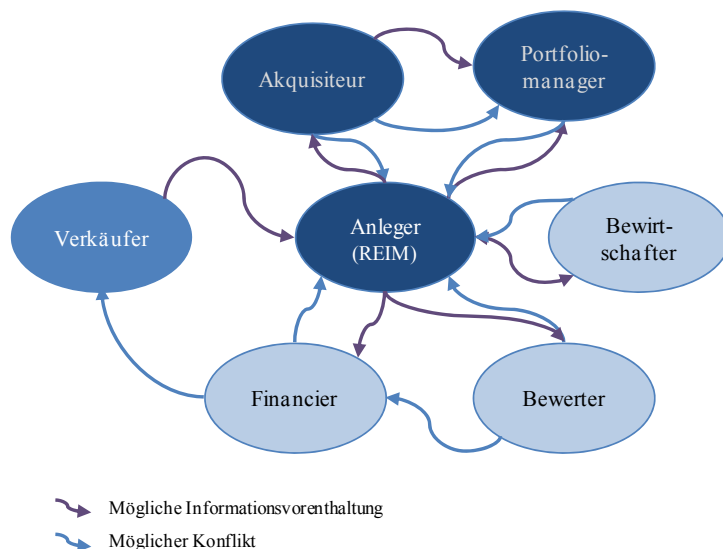 Akquisiteur
Portfolio-
manager
Verkäufer
Anleger
(REIM)
Bewirt-
schafter
Financier
Bewerter
Mögliche Informationsvorenthaltung
Möglicher Konflikt